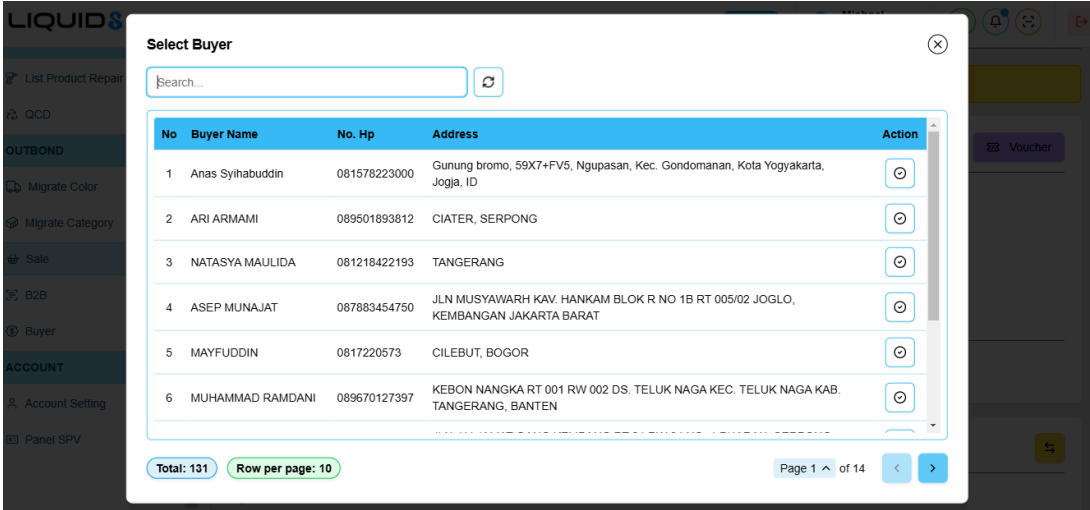 LIQUID8
Select Buyer
Search...
List Product Repair
QCD
OUTBOND
Migrate Color
Migrate Category
Sale
B2B
Buyer
ACCOUNT
Account Setting
Panel SPV
No Buyer Name No. Hp Address Action
1 Anas Syihabuddin 081578223000 Gunung bromo, 59X7+FV5, Ngupasan, Kec. Gondomanan, Kota Yogyakarta,
Jogja, ID
2 ARI ARMAMI 089501893812 CIATER, SERPONG
3 NATASYA MAULIDA 081218422193 TANGERANG
4 ASEP MUNAJAT 087883454750 JLN MUSYAWARH KAV. HANKAM BLOK R NO 1B RT 005/02 JOGLO,
KEMBANGAN JAKARTA BARAT
5 MAYFUDDIN 0817220573 CILEBUT, BOGOR
6 MUHAMMAD RAMDANI 089670127397 KEBON NANGKA RT 001 RW 002 DS. TELUK NAGA KEC. TELUK NAGA KAB.
TANGERANG, BANTEN
Voucher
Total: 131 Row per page: 10 Page 1 of 14